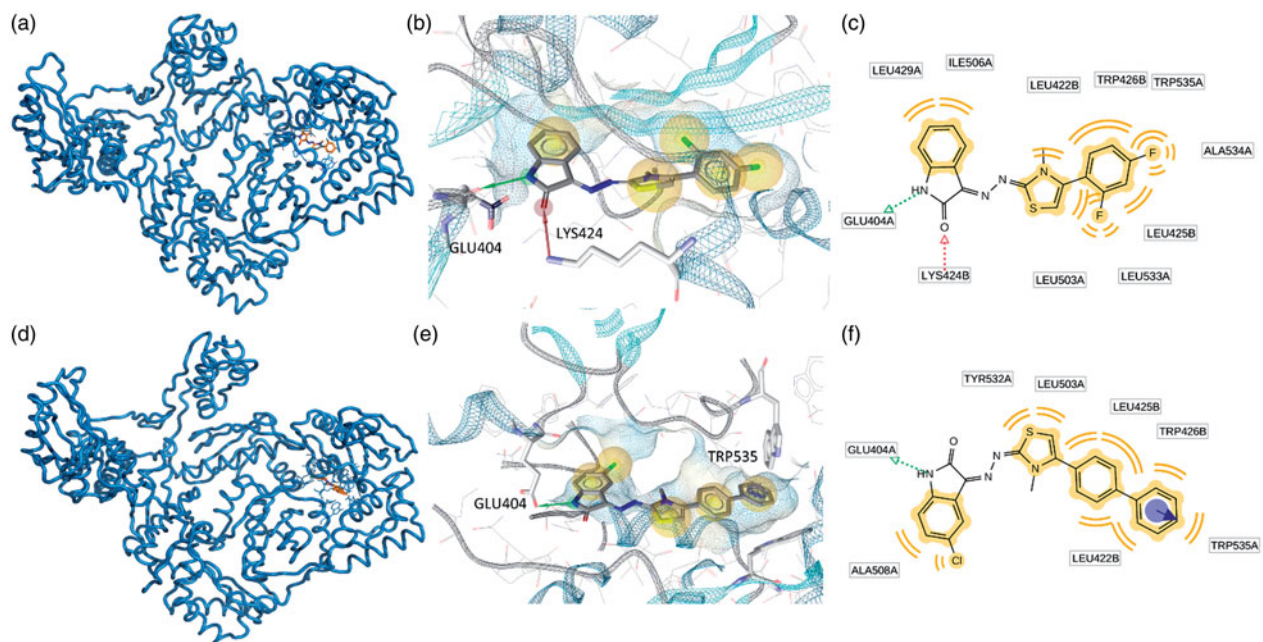 (a)
(b)
(c)
GLU404
LYS424
LEU429A
ILE506A
LEU422B
TRP426B
TRP535A
ALA534A
F
N
HN
N
N
S
F
O
GLU404A
LYS424B
LEU503A
LEU533A
LEU425B
(d)
(e)
(f)
GLU404
TRP535
TYR532A
LEU503A
LEU425B
TRP426B
GLU404A
O
S
HN
N
N
N
Cl
ALA508A
LEU422B
TRP535A